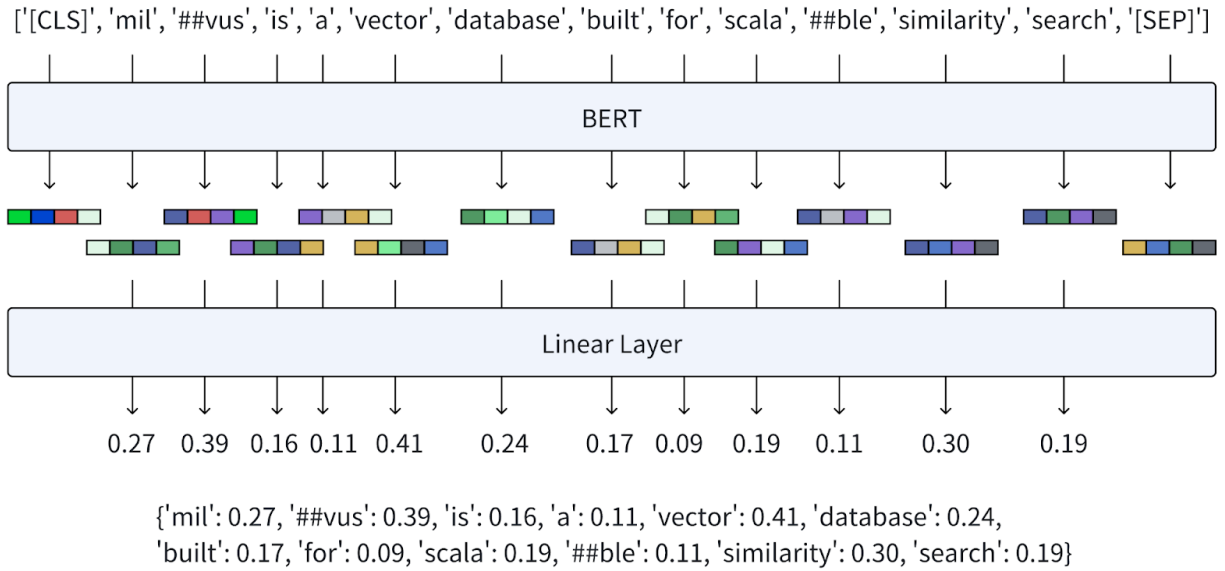 ['[CLS]', 'mil', '##vus', 'is', 'a', 'vector', 'database', 'built', 'for', 'scala', '##ble', 'similarity', 'search', '[SEP]']
BERT
Linear Layer
0.27 0.39 0.16 0.11 0.41 0.24 0.17 0.09 0.19 0.11 0.30 0.19
{'mil': 0.27, '##vus': 0.39, 'is': 0.16, 'a': 0.11, 'vector': 0.41, 'database': 0.24,
'built': 0.17, 'for': 0.09, 'scala': 0.19, '##ble': 0.11, 'similarity': 0.30, 'search': 0.19}